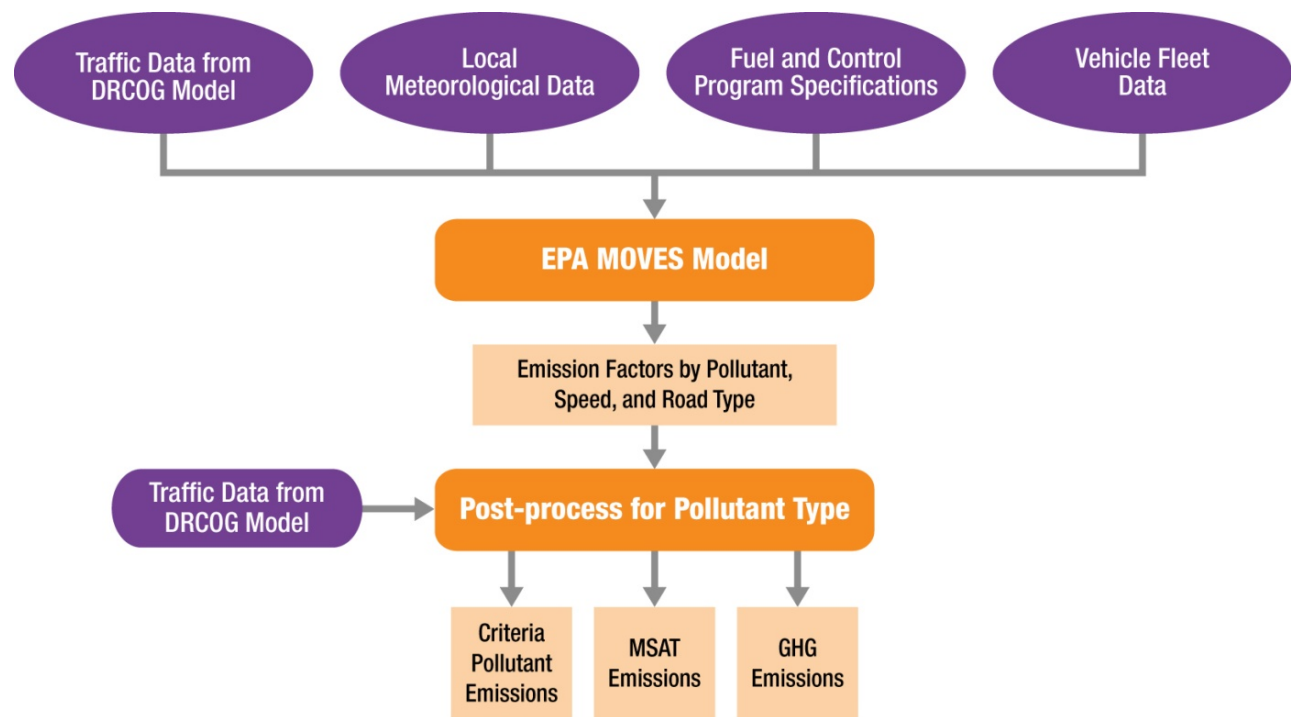 Traffic Data from
DRCOG Model
Local
Meteorological Data
Fuel and Control
Program Specifications
Vehicle Fleet
Data
EPA MOVES Model
Emission Factors by Pollutant,
Speed, and Road Type
Traffic Data from
DRCOG Model
Post-process for Pollutant Type
Criteria
Pollutant
Emissions
MSAT
Emissions
GHG
Emissions